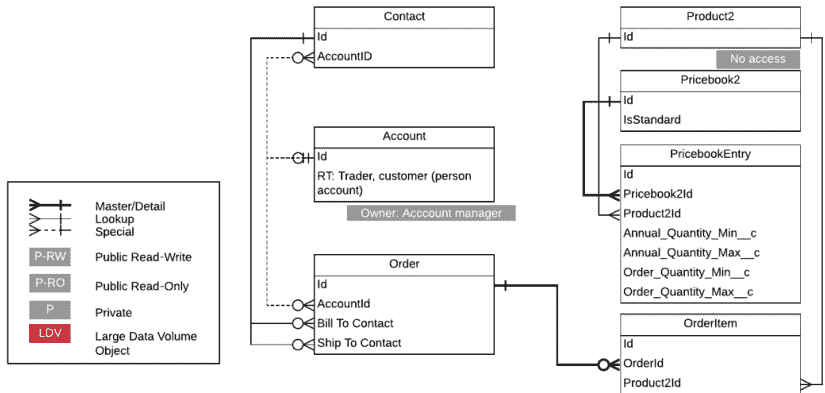 Contact
Id
AccountID
Account
Id
RT: Trader, customer (person
account)
Owner: Acccount manager
Order
Id
AccountId
Bill To Contact
Ship To Contact
Master/Detail
Lookup
Special
P-RW
Public Read-Write
P-RO
Public Read-Only
P
Private
LDV
Large Data Volume
Object
Product2
Id
No access
Pricebook2
Id
IsStandard
PricebookEntry
Id
Pricebook2Id
Product2Id
Annual_Quantity_Min__c
Annual_Quantity_Max__c
Order_Quantity_Min__c
Order_Quantity_Max__c
OrderItem
Id
OrderId
Product2Id